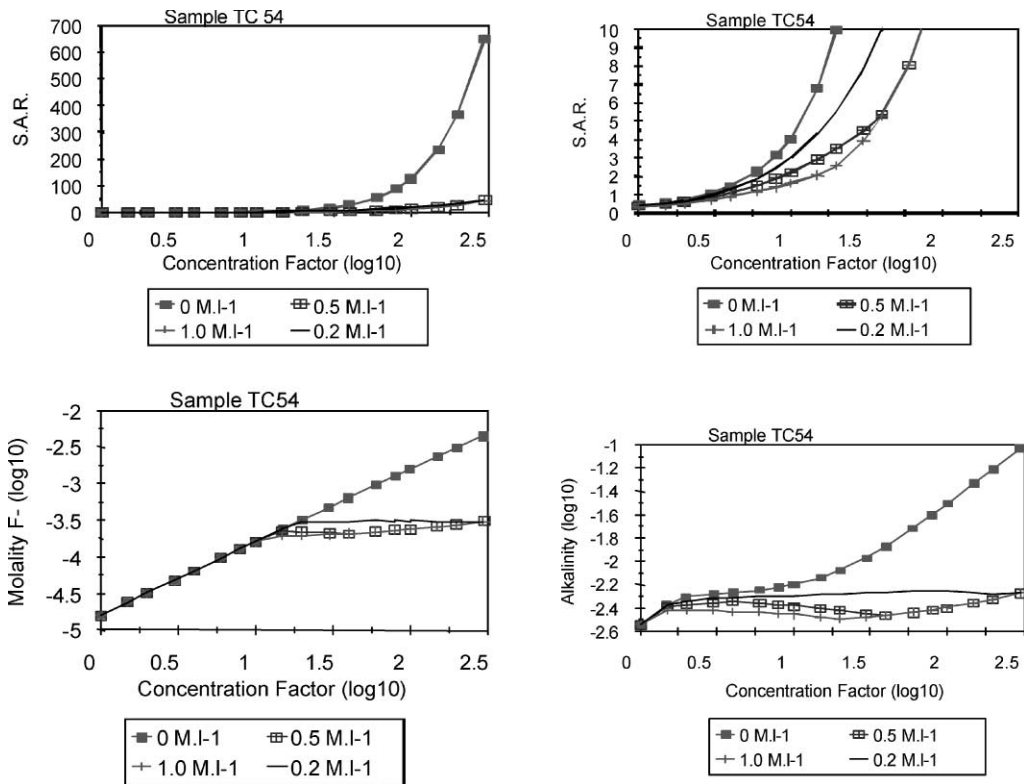 Sample TC 54
700
600
500
400
300
200
100
0
S.A.R.
0 0.5 1 1.5 2 2.5
Concentration Factor (log10)
0 M.l-1 0.5 M.l-1
1.0 M.l-1 0.2 M.l-1
Sample TC54
10
9
8
7
6
5
4
3
2
1
0
S.A.R.
0 0.5 1 1.5 2 2.5
Concentration Factor (log10)
0 M.l-1 0.5 M.l-1
1.0 M.l-1 0.2 M.l-1
Sample TC54
-2
-2.5
-3
-3.5
-4
-4.5
-5
Molality F- (log10)
0 0.5 1 1.5 2 2.5
Concentration Factor (log10)
0 M.l-1 0.5 M.l-1
1.0 M.l-1 0.2 M.l-1
Sample TC54
-1
-1.2
-1.4
-1.6
-1.8
-2
-2.2
-2.4
-2.6
Alkalinity (log10)
0 0.5 1 1.5 2 2.5
Concentration Factor (log10)
0 M.l-1 0.5 M.l-1
1.0 M.l-1 0.2 M.l-1